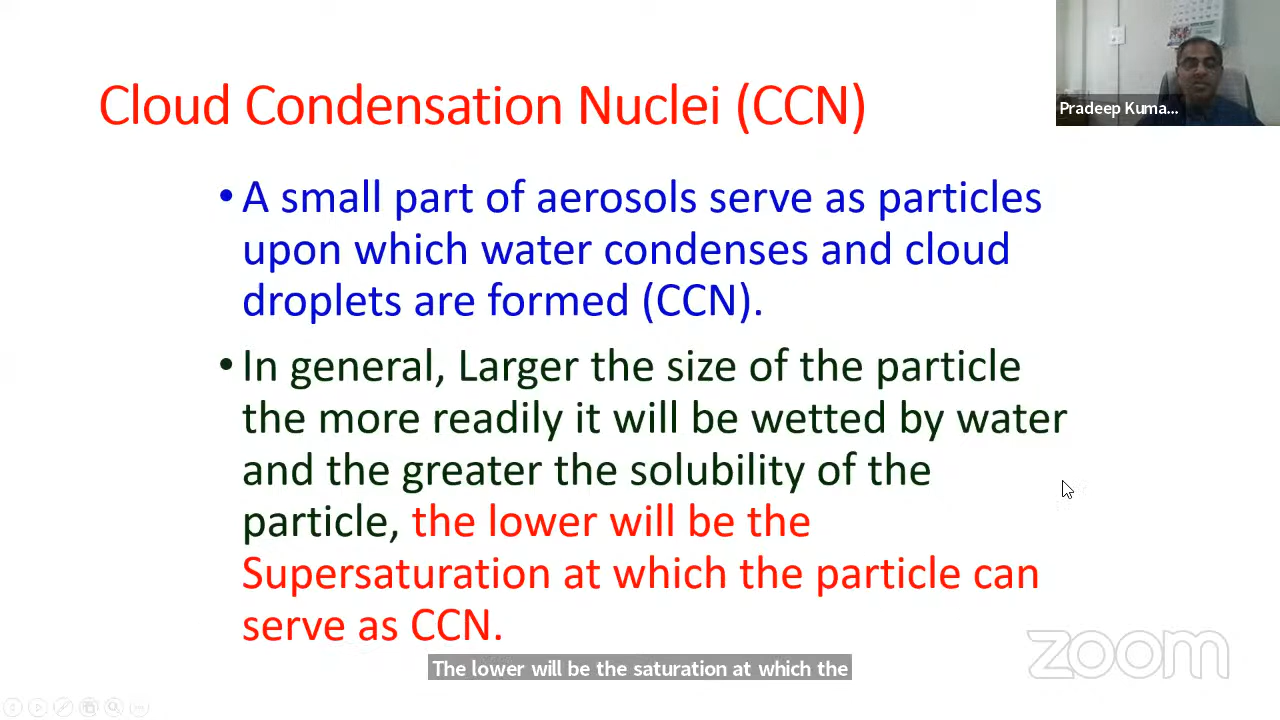 Cloud Condensation Nuclei (CCN)
Pradeep Kuma...
• A small part of aerosols serve as particles
upon which water condenses and cloud
droplets are formed (CCN).
• In general, Larger the size of the particle
the more readily it will be wetted by water
and the greater the solubility of the
particle, the lower will be the
Supersaturation at which the particle can
serve as CCN.
The lower will be the saturation at which the
zoom